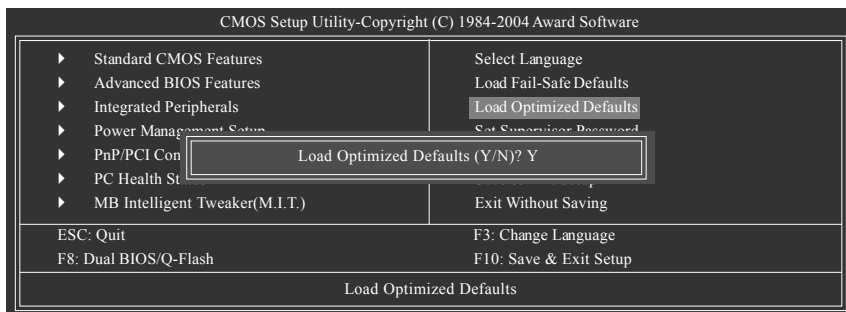 CMOS Setup Utility-Copyright (C) 1984-2004 Award Software
Standard CMOS Features
Advanced BIOS Features
Integrated Peripherals
Power Management Setup
PnP/PCI Con
PC Health
MB Intelligent Tweaker(M.I.T.)
Select Language
Load Fail-Safe Defaults
Load Optimized Defaults
Set Supervisor Password
Exit Without Saving
Load Optimized Defaults (Y/N)? Y
ESC: Quit
F3: Change Language
F8: Dual BIOS/Q-Flash
F10: Save & Exit Setup
Load Optimized Defaults